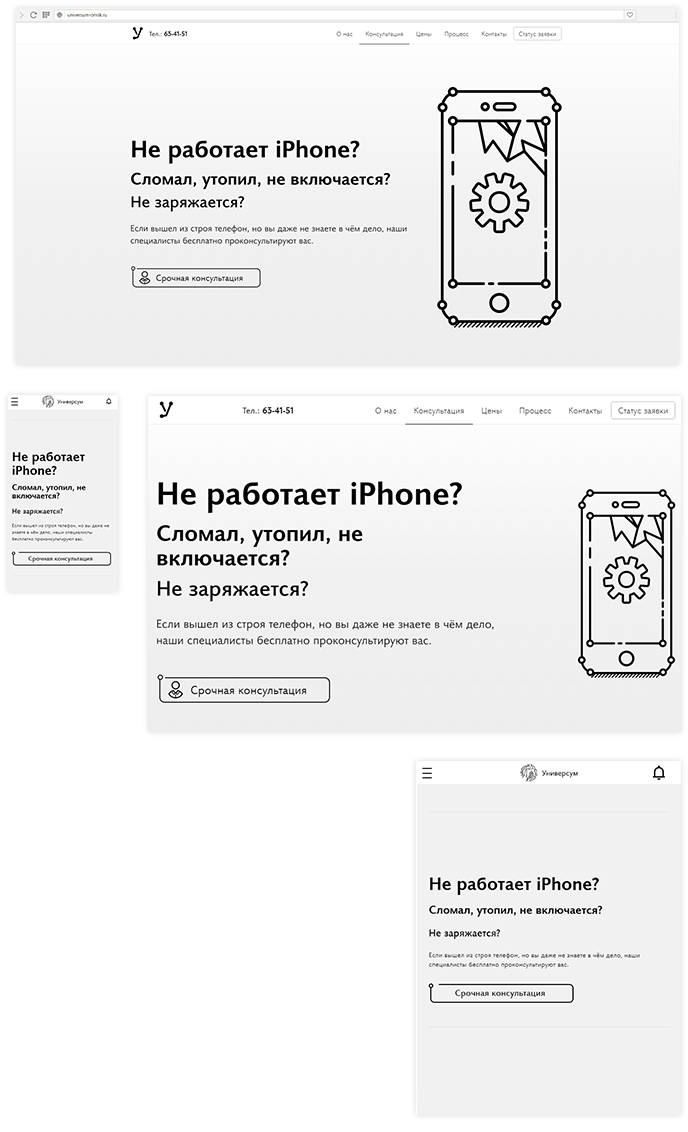 universum-omsk.ru
У Тел.: 63-41-51 О нас Консультация Цены Процесс Контакты Статус заявки
Не работает iPhone?
Сломал, утопил, не включается?
Не заряжается?
Если вышел из строя телефон, но вы даже не знаете в чём дело, наши
специалисты бесплатно проконсультируют вас.
Срочная консультация
Универсум
Не работает
iPhone?
Сломал, утопил, не
включается?
Не заряжается?
Если вышел из строя телефон, но вы даже не
знаете в чём дело, наши специалисты
бесплатно проконсультируют вас.
Срочная консультация
У Тел.: 63-41-51 О нас Консультация Цены Процесс Контакты Статус заявки
Не работает iPhone?
Сломал, утопил, не
включается?
Не заряжается?
Если вышел из строя телефон, но вы даже не знаете в чём дело,
наши специалисты бесплатно проконсультируют вас.
Срочная консультация
Универсум
Не работает iPhone?
Сломал, утопил, не включается?
Не заряжается?
Если вышел из строя телефон, но вы даже не знаете в чём дело, наши
специалисты бесплатно проконсультируют вас.
Срочная консультация